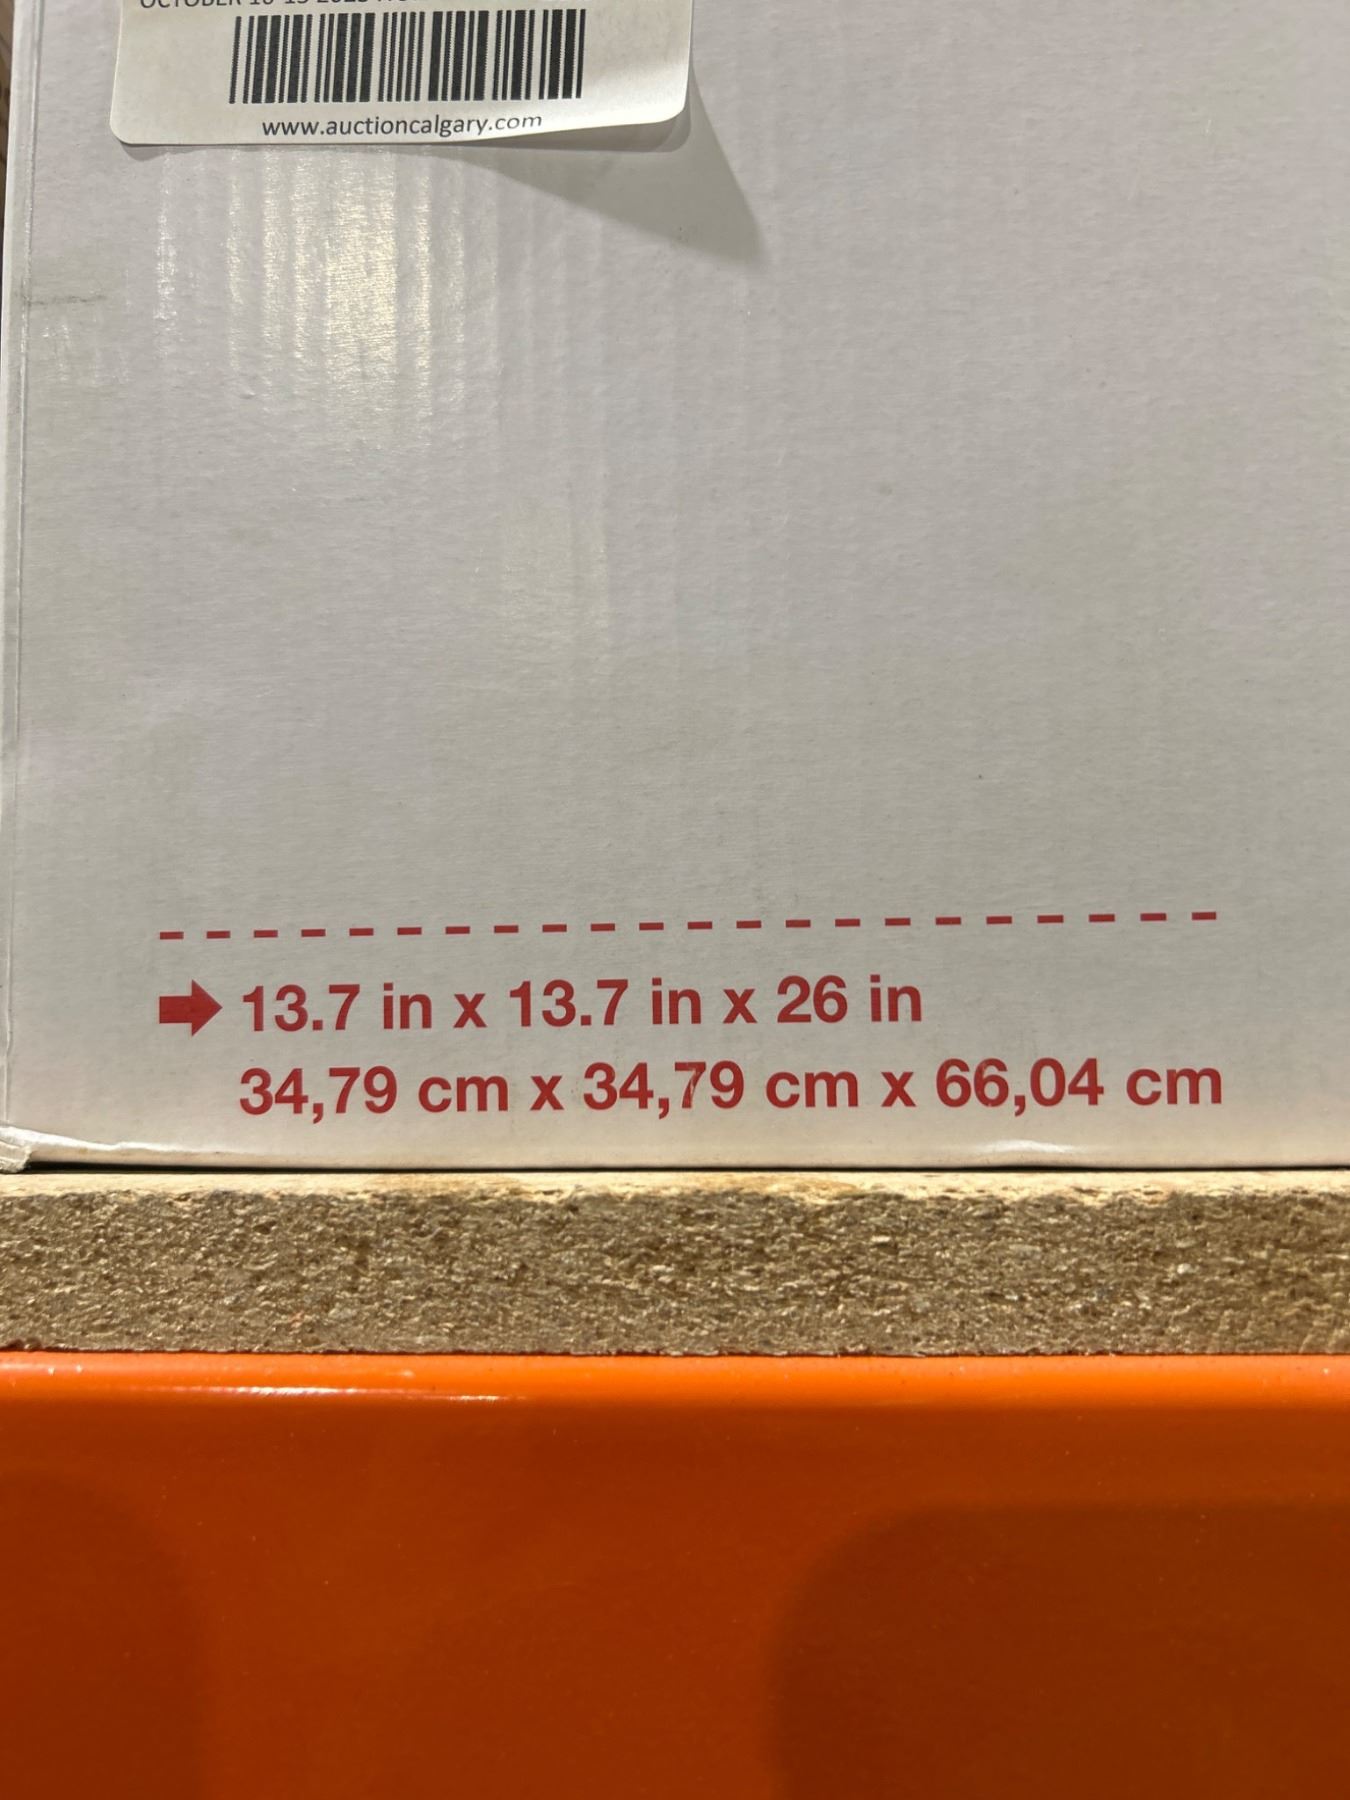 OCTOBER
www.auctioncalgary.com
13.7 in x 13.7 in x 26 in
34,79 cm x 34,79 cm x 66,04 cm